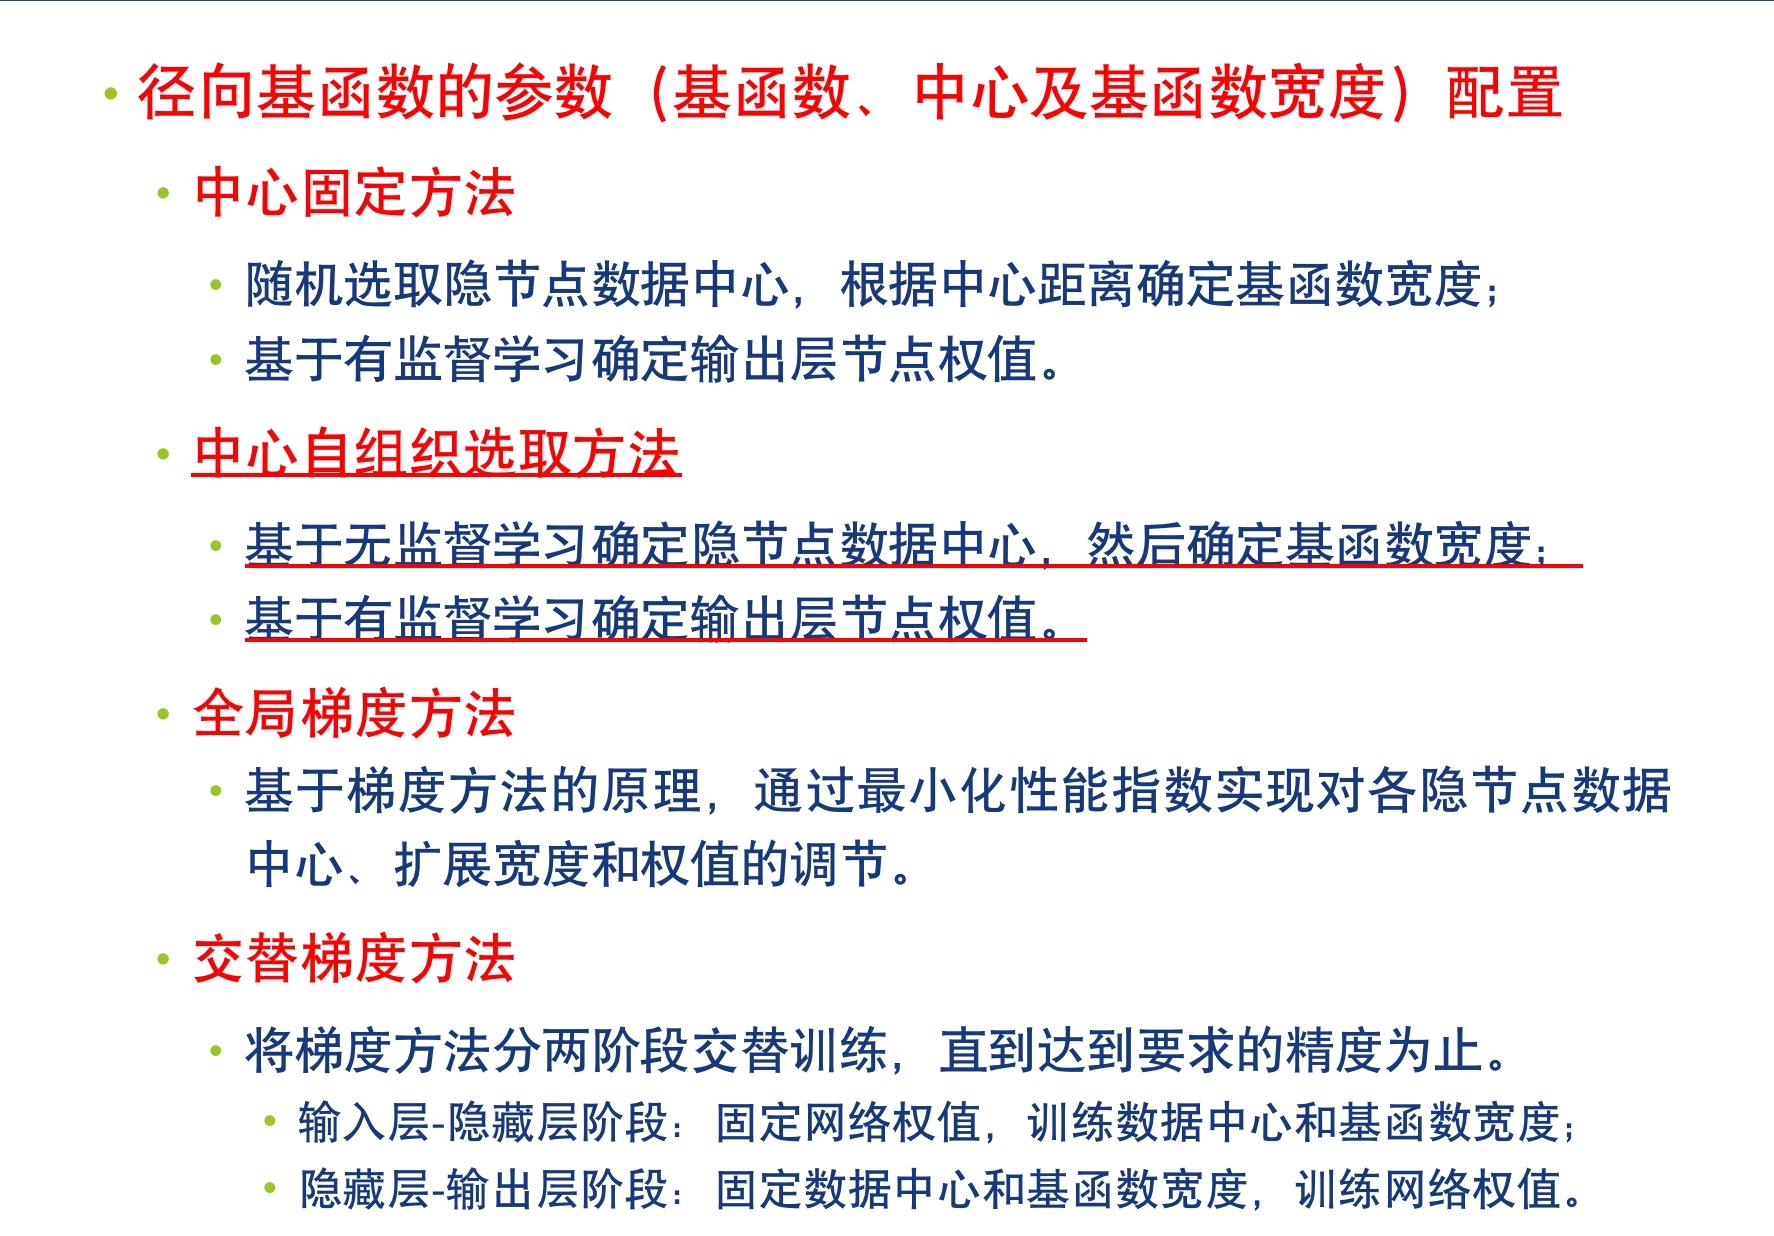 • 径向基函数的参数（基函数、中心及基函数宽度）配置
• 中心固定方法
• 随机选取隐节点数据中心，根据中心距离确定基函数宽度；
• 基于有监督学习确定输出层节点权值。
• 中心自组织选取方法
• 基于无监督学习确定隐节点数据中心，然后确定基函数宽度；
• 基于有监督学习确定输出层节点权值。
• 全局梯度方法
• 基于梯度方法的原理，通过最小化性能指数实现对各隐节点数据
中心、扩展宽度和权值的调节。
• 交替梯度方法
• 将梯度方法分两阶段交替训练，直到达到要求的精度为止。
• 输入层-隐藏层阶段：固定网络权值，训练数据中心和基函数宽度；
• 隐藏层-输出层阶段：固定数据中心和基函数宽度，训练网络权值。